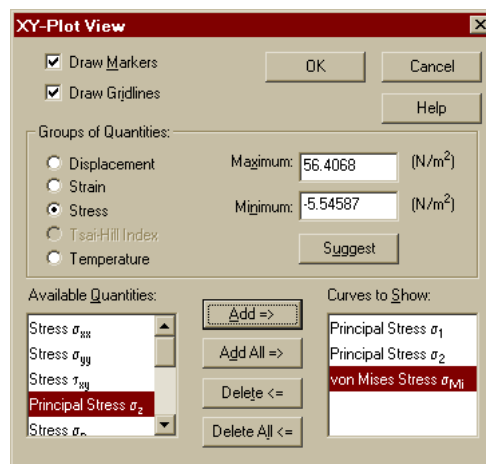 XY-Plot View
Draw Markers
Draw Gridlines
OK
Cancel
Help
Groups of Quantities:
Displacement
Strain
Stress
Tsai-Hill Index
Temperature
Maximum: 56.4068 (N/m²)
Minimum: -5.54587 (N/m²)
Suggest
Available Quantities:
Stress σxx
Stress σyy
Stress τxy
Principal Stress σz
Add =>
Add All =>
Delete <=
Delete All <=
Curves to Show:
Principal Stress σ1
Principal Stress σ2
von Mises Stress σMi